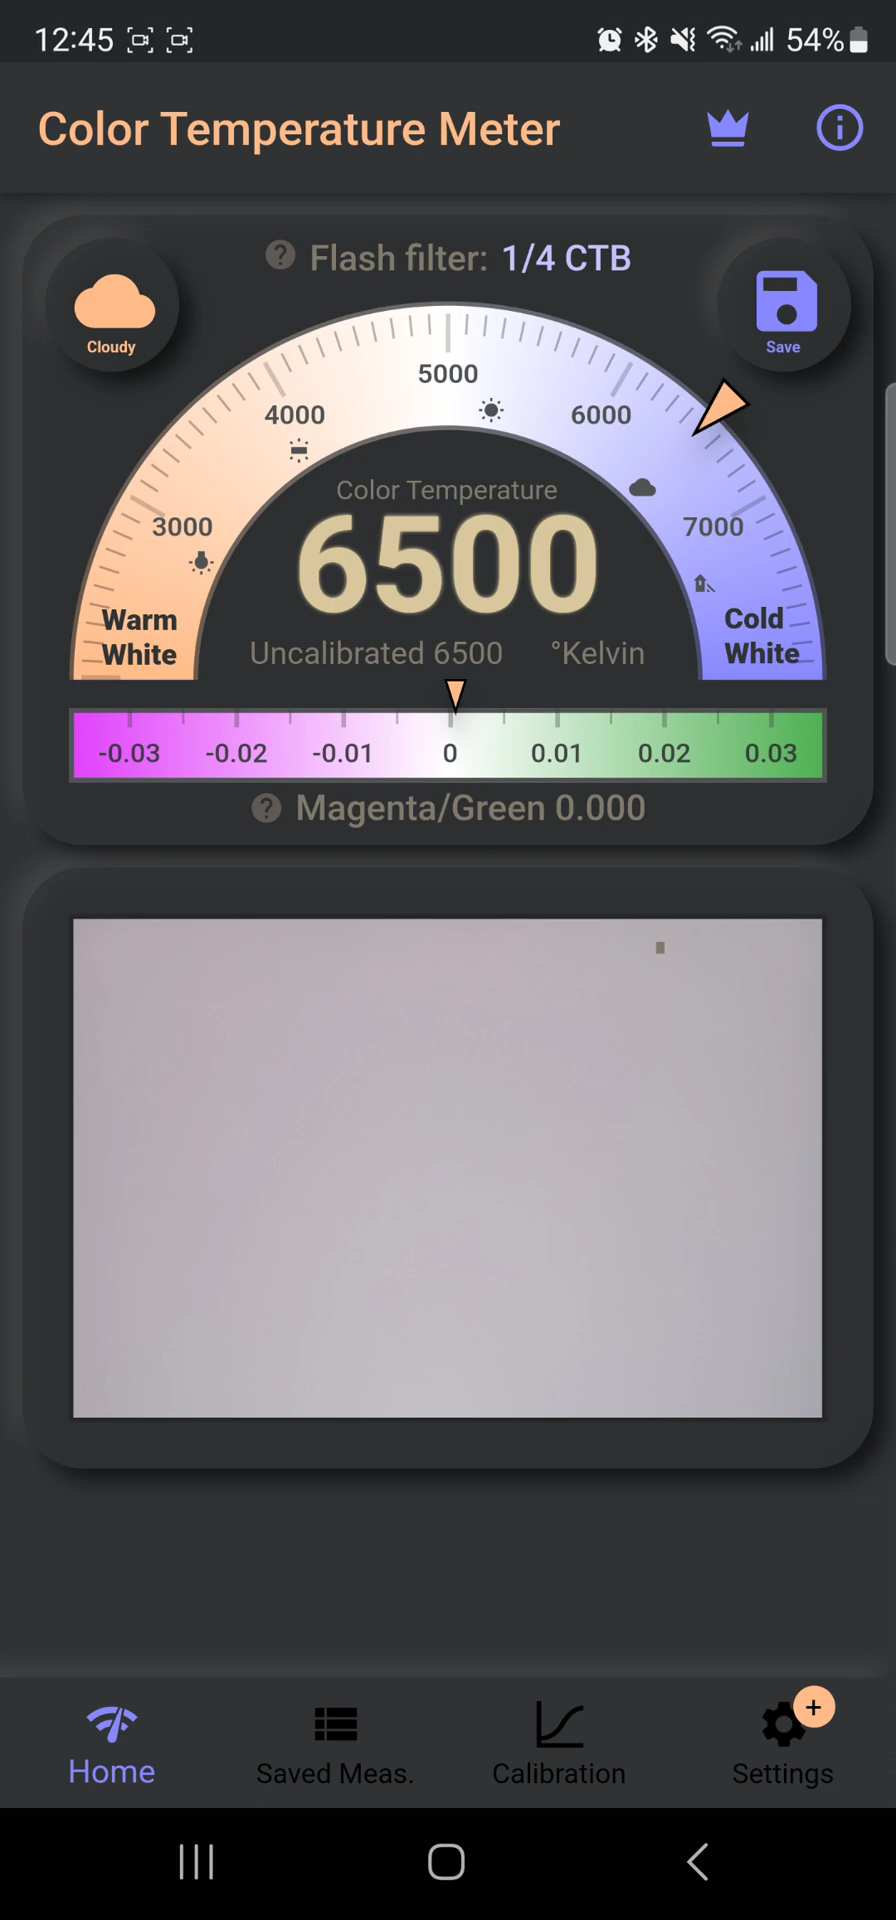 12:45 54%
Color Temperature Meter
Flash filter: 1/4 CTB
Cloudy
Save
5000
4000
6000
3000
7000
Color Temperature
6500
Warm
White
Cold
White
Uncalibrated 6500 °Kelvin
-0.03 -0.02 -0.01 0 0.01 0.02 0.03
Magenta/Green 0.000
Home
Saved Meas.
Calibration
Settings